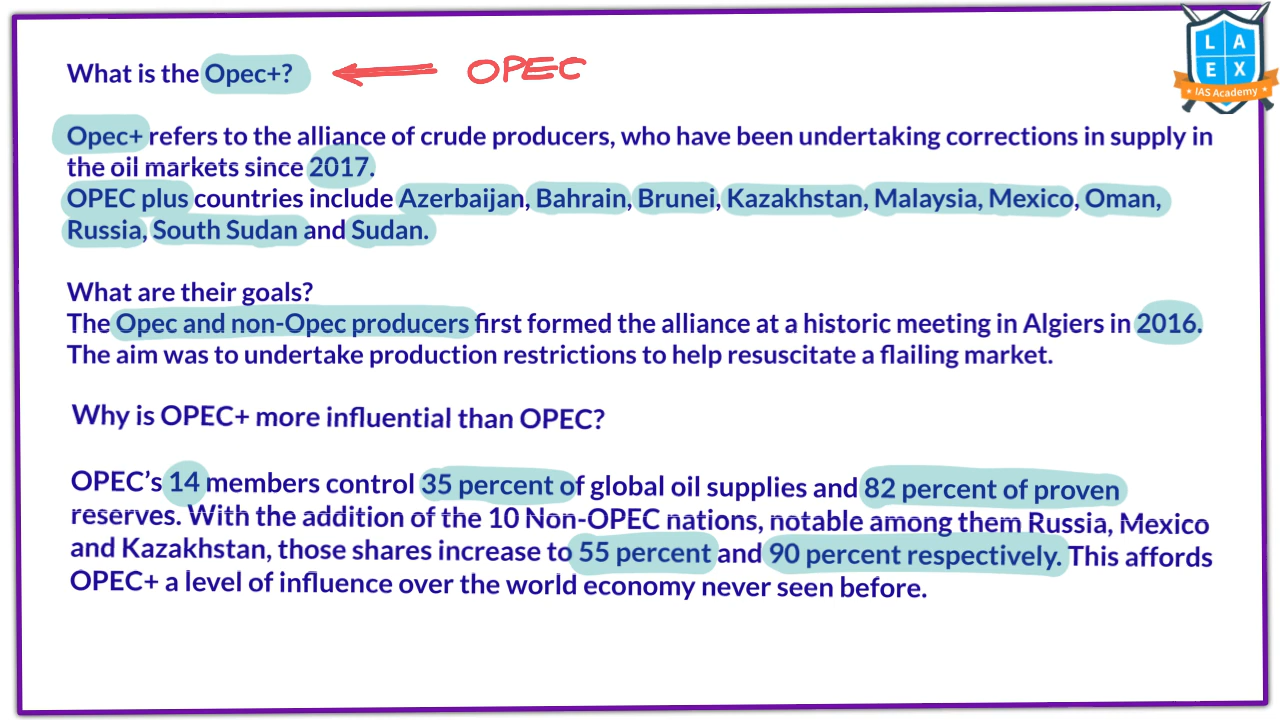 What is the Opec+?
OPEC
L A
E X
IAS Academy
Opec+ refers to the alliance of crude producers, who have been undertaking corrections in supply in
the oil markets since 2017.
OPEC plus countries include Azerbaijan, Bahrain, Brunei, Kazakhstan, Malaysia, Mexico, Oman,
Russia, South Sudan and Sudan.
What are their goals?
The Opec and non-Opec producers first formed the alliance at a historic meeting in Algiers in 2016.
The aim was to undertake production restrictions to help resuscitate a flailing market.
Why is OPEC+ more influential than OPEC?
OPEC's 14 members control 35 percent of global oil supplies and 82 percent of proven
reserves. With the addition of the 10 Non-OPEC nations, notable among them Russia, Mexico
and Kazakhstan, those shares increase to 55 percent and 90 percent respectively. This affords
OPEC+ a level of influence over the world economy never seen before.